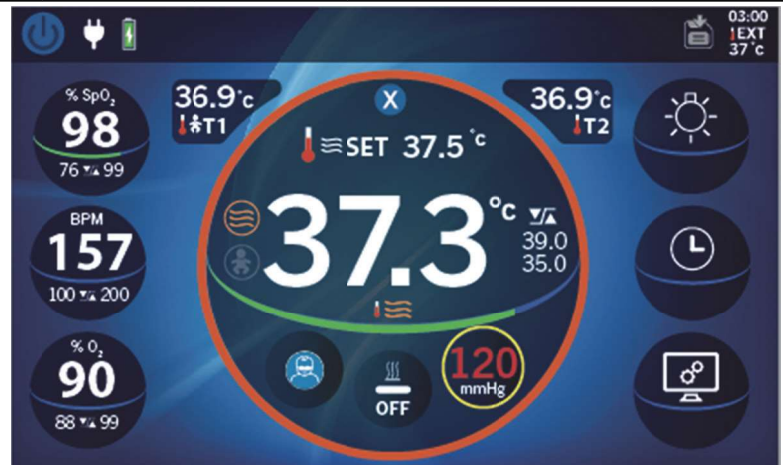 03:00
EXT
37 °c
% SpO₂
98
76 99
36.9°c
T1
X
36.9°c
T2
SET 37.5 °c
37.3 °c
39.0
35.0
BPM
157
100 200
% O₂
90
88 99
OFF
120
mmHg